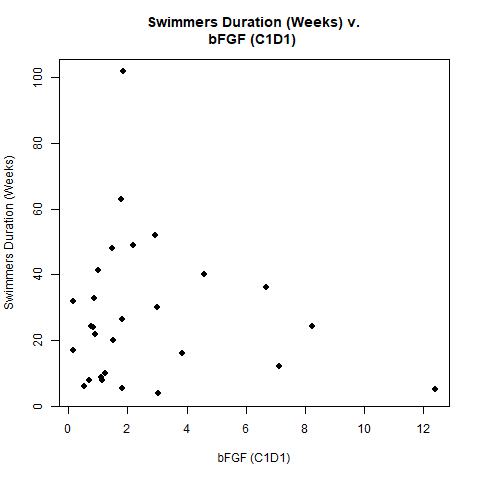 Swimmers Duration (Weeks) v.
bFGF (C1D1)
Swimmers Duration (Weeks)
100
80
60
40
20
0
0 2 4 6 8 10 12
bFGF (C1D1)